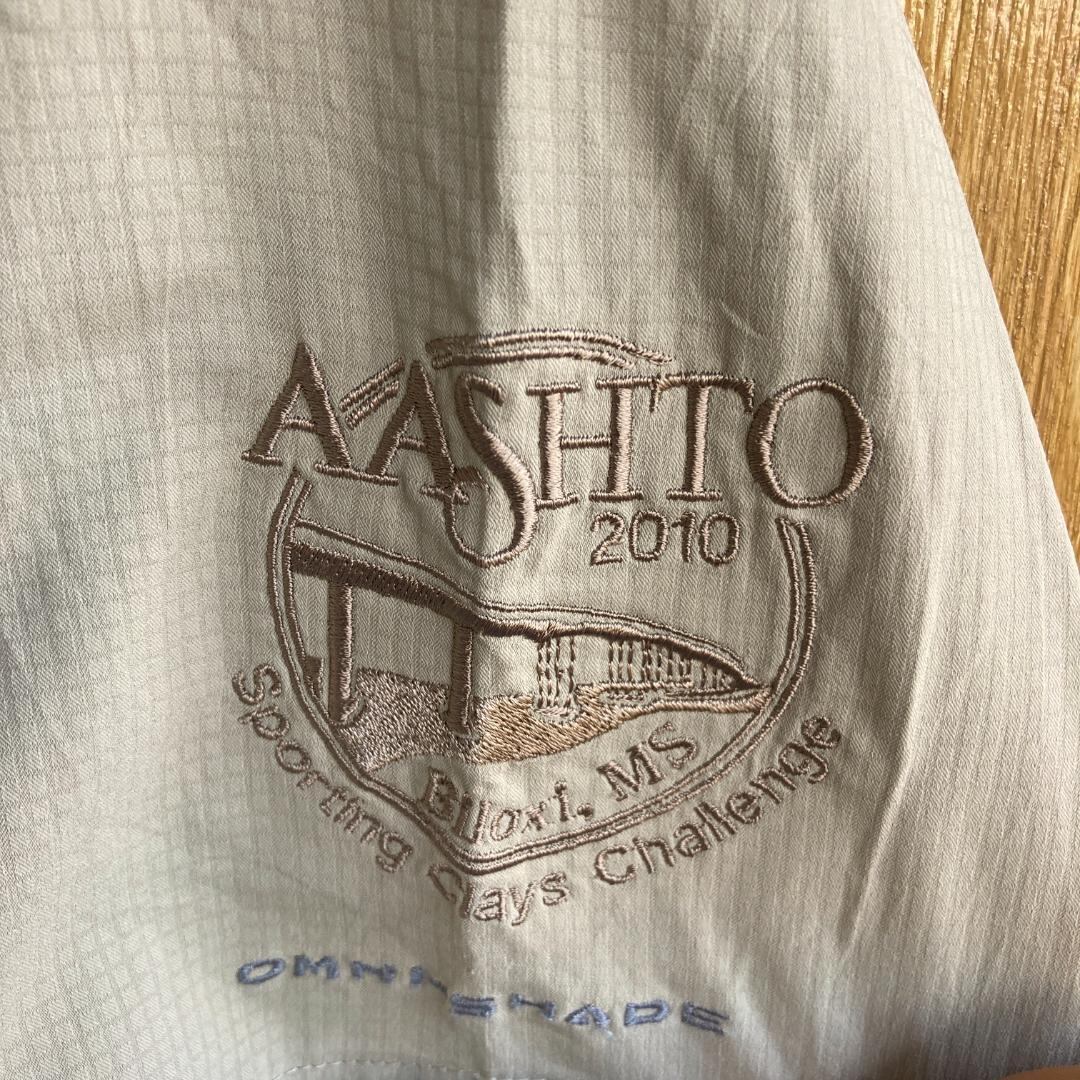 AASHTO
2010
Biloxi, MS
Sporting Clays Challenge
OMNI-SHADE